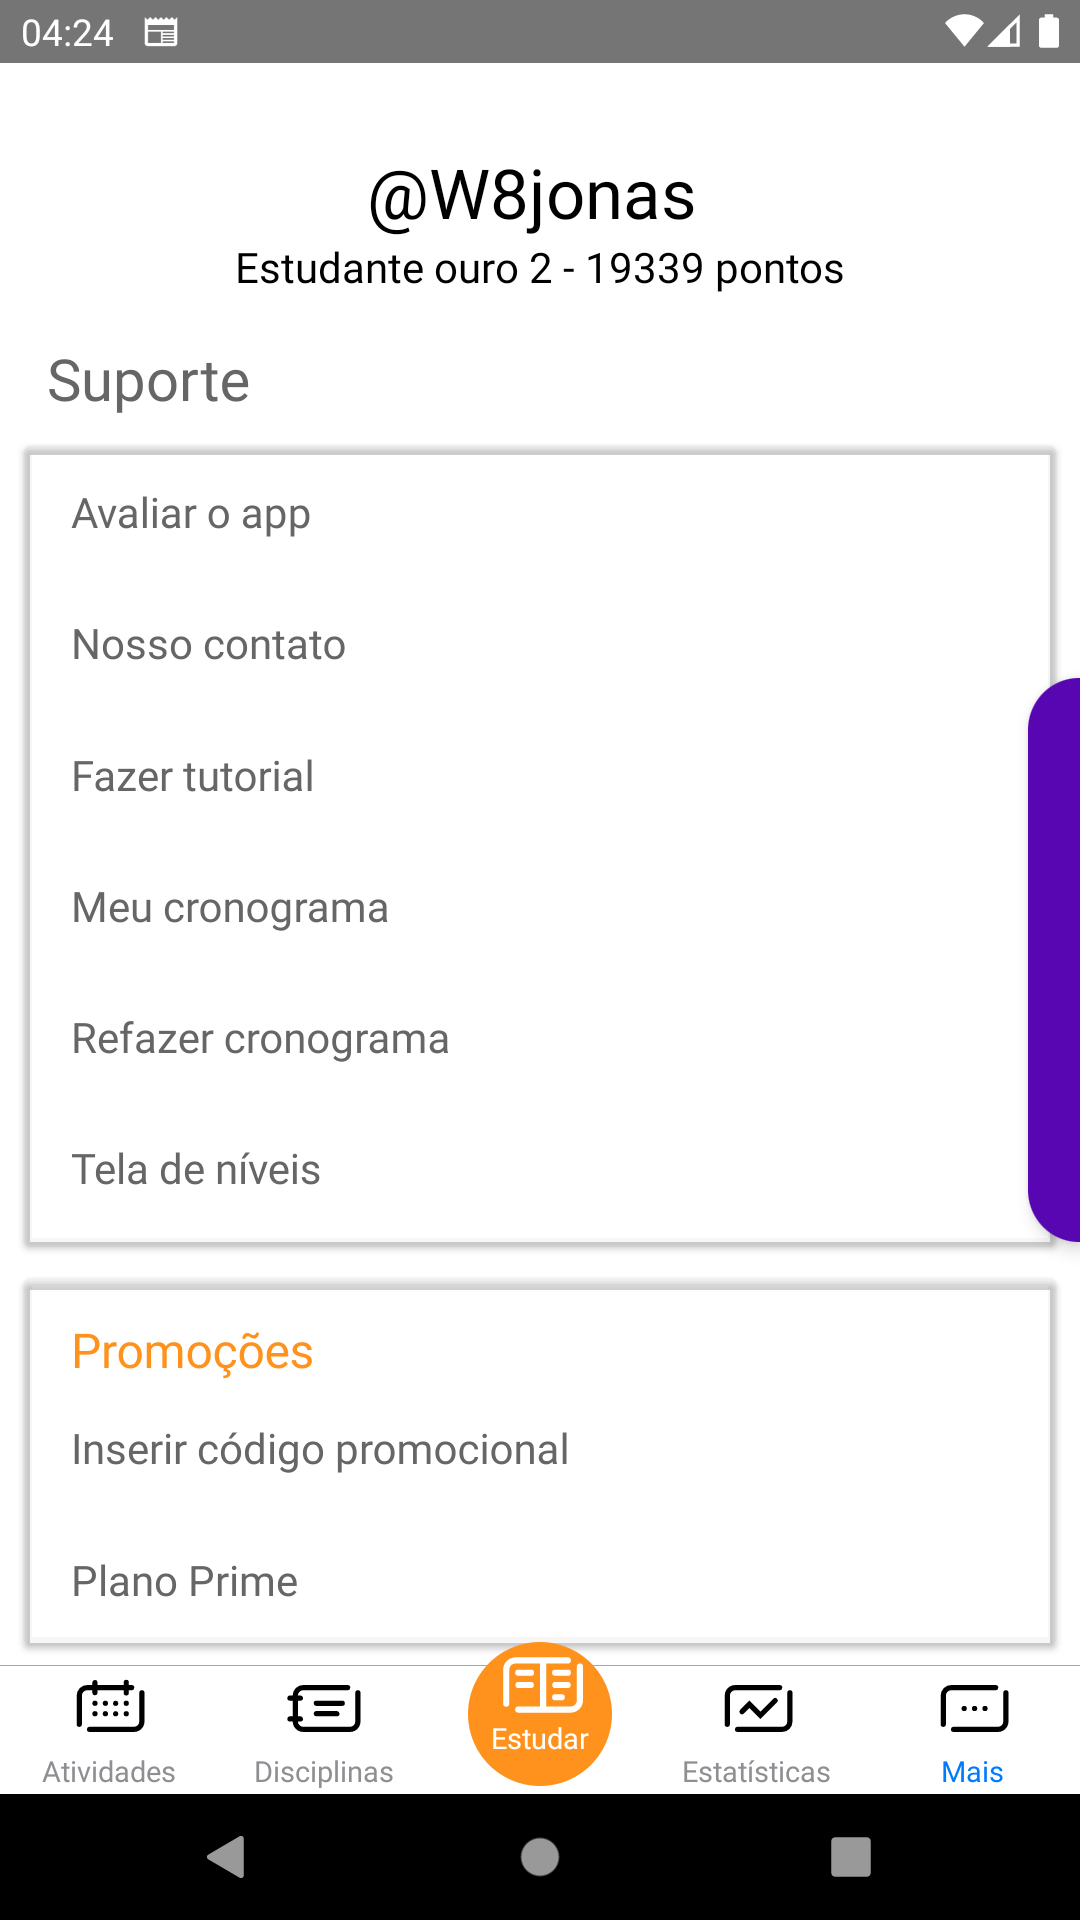 04:24
@W8jonas
Estudante ouro 2 - 19339 pontos
Suporte
Avaliar o app
Nosso contato
Fazer tutorial
Meu cronograma
Refazer cronograma
Tela de níveis
Promoções
Inserir código promocional
Plano Prime
Atividades
Disciplinas
Estudar
Estatísticas
Mais